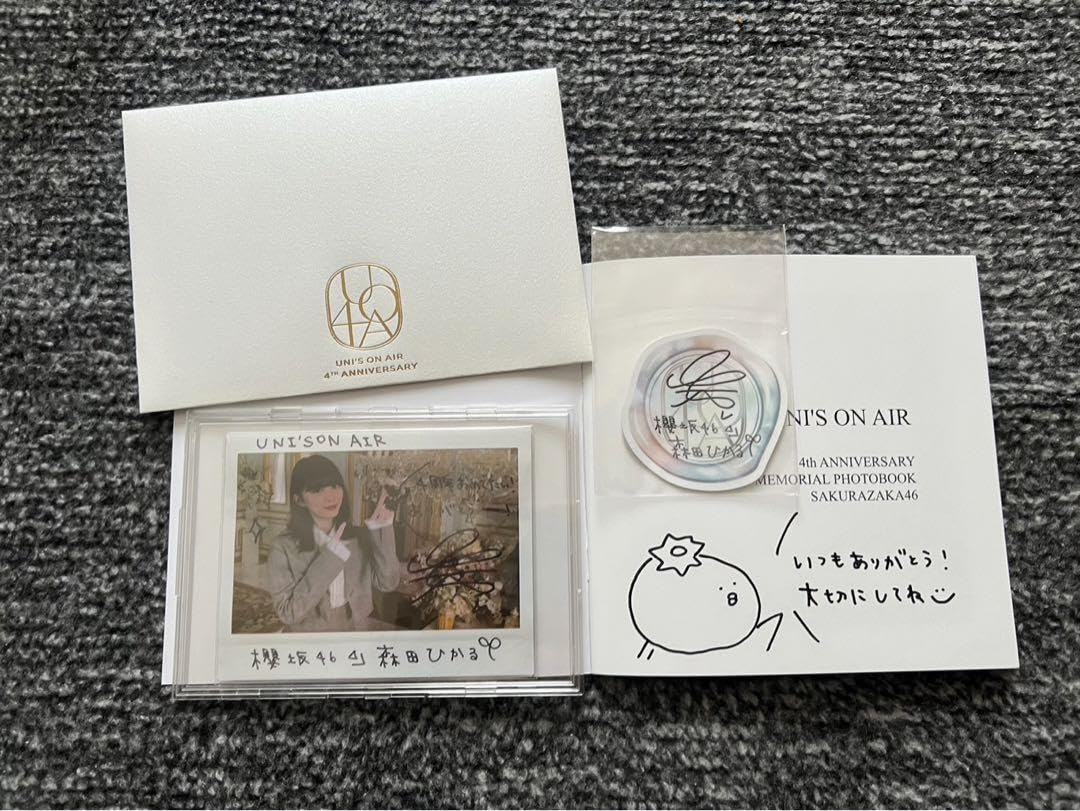 UNI'S ON AIR
4TH ANNIVERSARY
UNI'S ON AIR
櫻坂46 森田ひかる
櫻坂46
森田ひかる
NI'S ON AIR
4th ANNIVERSARY
MEMORIAL PHOTOBOOK
SAKURAZAKA46
いつもありがとう!
大切にしてね